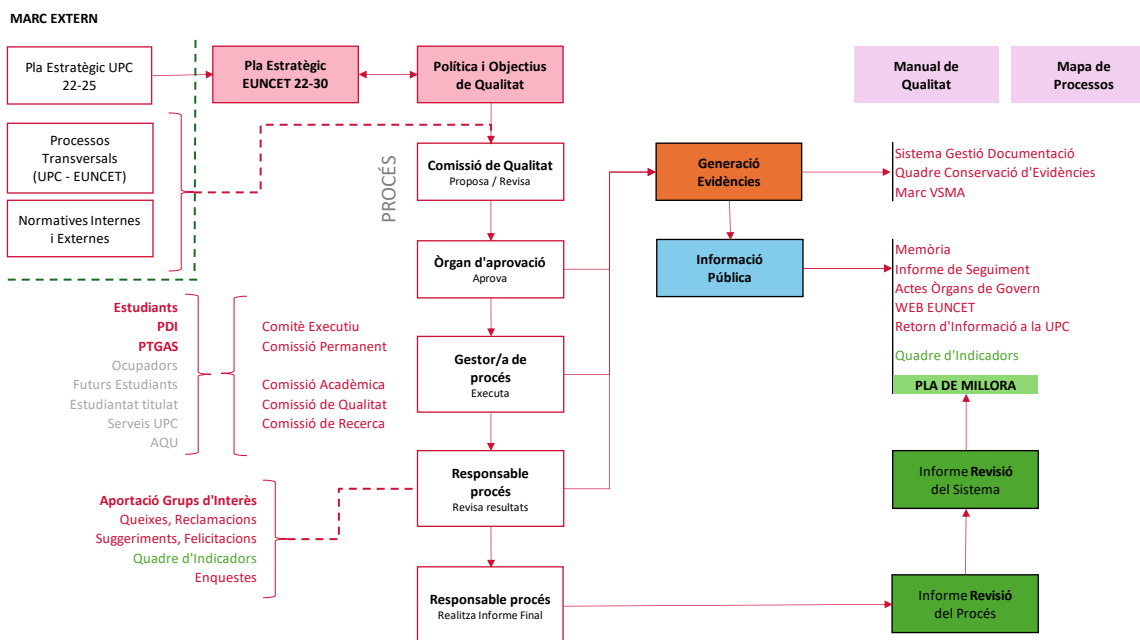 MARC EXTERN
Pla Estratègic UPC
22-25
Pla Estratègic
EUNCET 22-30
Política i Objectius
de Qualitat
Manual de
Qualitat
Mapa de
Processos
Processos
Transversals
(UPC - EUNCET)
Normatives Internes
i Externes
PROCÉS
Comissió de Qualitat
Proposa / Revisa
Generació
Evidències
Sistema Gestió Documentació
Quadre Conservació d'Evidències
Marc VSMA
Òrgan d'aprovació
Aprova
Informació
Pública
Memòria
Informe de Seguiment
Actes Òrgans de Govern
WEB EUNCET
Retorn d'Informació a la UPC
Quadre d'Indicadors
PLA DE MILLORA
Estudiants
PDI
PTGAS
Ocupadors
Futurs Estudiants
Estudiantat titulat
Serveis UPC
AQU
Comitè Executiu
Comissió Permanent
Comissió Acadèmica
Comissió de Qualitat
Comissió de Recerca
Gestor/a de
procés
Executa
Responsable
procés
Revisa resultats
Informe Revisió
del Sistema
Aportació Grups d'Interès
Queixes, Reclamacions
Suggeriments, Felicitacions
Quadre d'Indicadors
Enquestes
Responsable procés
Realitza Informe Final
Informe Revisió
del Procés